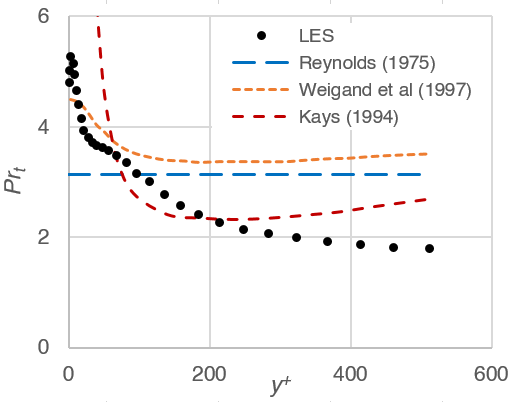 6
4
2
0
Pr_t
0
200
400
600
y+
LES
Reynolds (1975)
Weigand et al (1997)
Kays (1994)